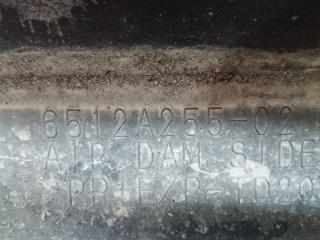 6512A255-02
AIR DAM SIDE
PP+E/P-TD20